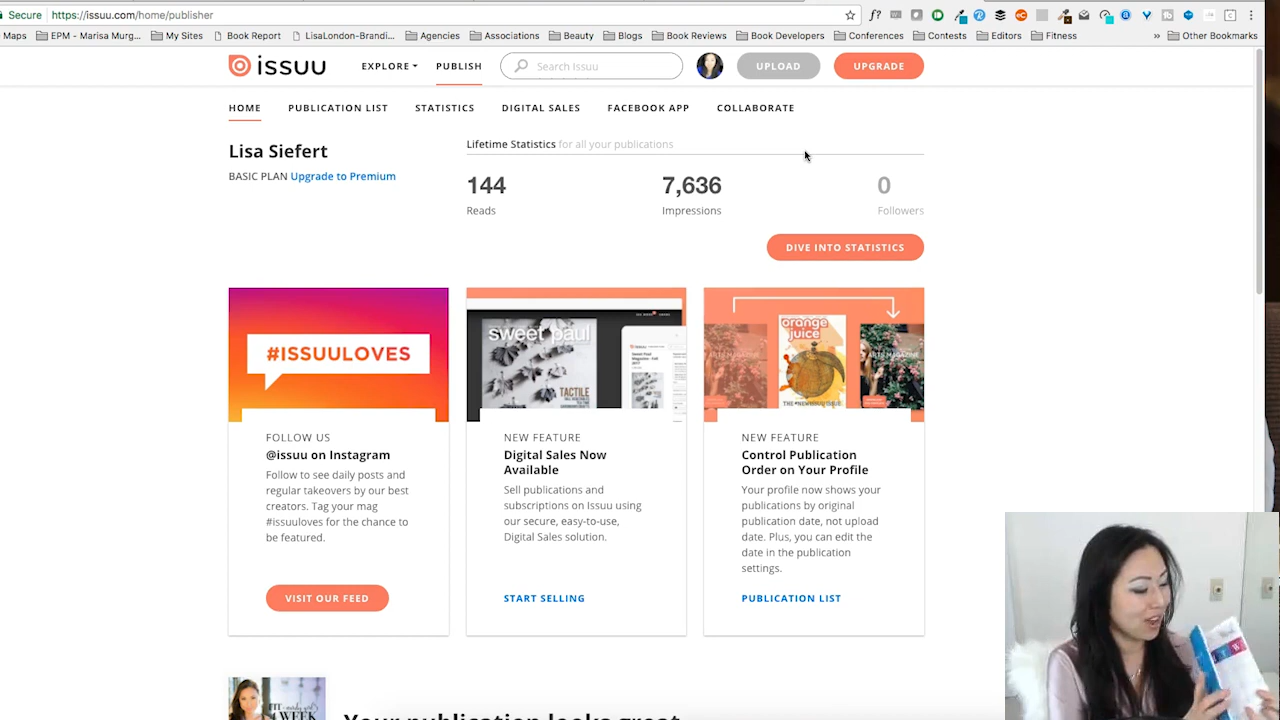 Secure https://issuu.com/home/publisher
Maps EPM - Marisa Murg... My Sites Book Report LisaLondon-Brandi... Agencies Associations Beauty Blogs Book Reviews Book Developers Conferences Contests Editors Fitness » Other Bookmarks
issuu EXPLORE PUBLISH Search Issuu UPLOAD UPGRADE
HOME PUBLICATION LIST STATISTICS DIGITAL SALES FACEBOOK APP COLLABORATE
Lisa Siefert
BASIC PLAN Upgrade to Premium
Lifetime Statistics for all your publications
144 7,636 0
Reads Impressions Followers
DIVE INTO STATISTICS
#ISSUULOVES
FOLLOW US
@issuu on Instagram
Follow to see daily posts and
regular takeovers by our best
creators. Tag your mag
#issuuloves for the chance to
be featured.
VISIT OUR FEED
sweet paul
TACTILE
NEW FEATURE
Digital Sales Now
Available
Sell publications and
subscriptions on Issuu using
our secure, easy-to-use,
Digital Sales solution.
START SELLING
orange
juice
NEW FEATURE
Control Publication
Order on Your Profile
Your profile now shows your
publications by original
publication date, not upload
date. Plus, you can edit the
date in the publication
settings.
PUBLICATION LIST
FIT
WEEK
Your publication looks great